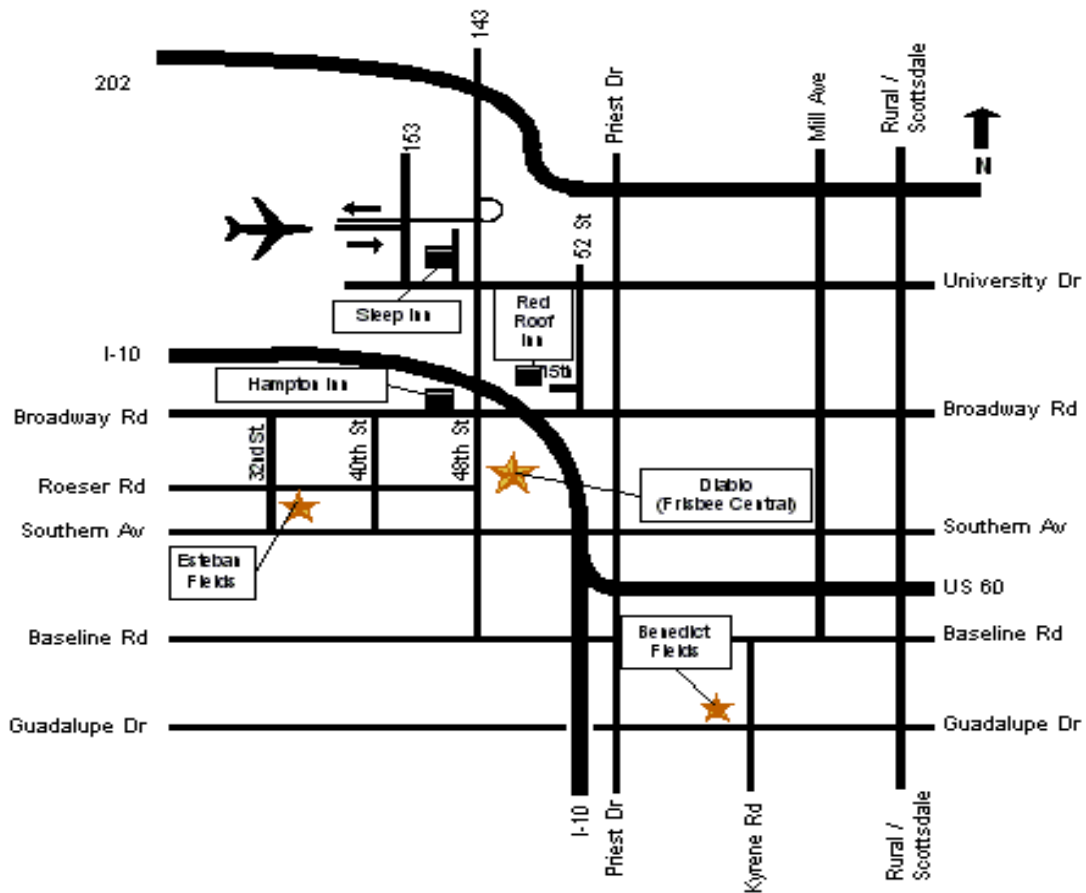 143
202
Priest Dr
Mill Ave
Rural /
Scottsdale
153
N
52 St
University Dr
Sleep Inn
Red
Roof
Inn
I-10
Hampton Inn
15th
Broadway Rd
Broadway Rd
32nd St.
40th St
48th St
Roeser Rd
Diablo
(Frisbee Central)
Southern Av
Southern Av
Esteban
Fields
US 60
Baseline Rd
Benedict
Fields
Baseline Rd
Guadalupe Dr
Guadalupe Dr
I-10
Priest Dr
Kyrene Rd
Rural /
Scottsdale